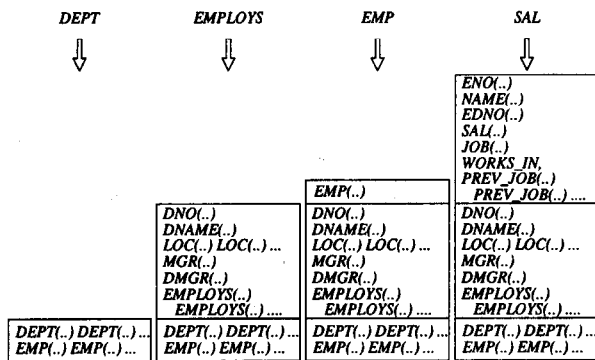 DEPT
EMPLOYS
EMP
SAL
DEPT(..) DEPT(..) ...
EMP(..) EMP(..) ...
DNO(..)
DNAME(..)
LOC(..) LOC(..) ...
MGR(..)
DMGR(..)
EMPLOYS(..)
EMPLOYS(..) ....
DEPT(..) DEPT(..) ...
EMP(..) EMP(..) ...
EMP(..)
DNO(..)
DNAME(..)
LOC(..) LOC(..) ...
MGR(..)
DMGR(..)
EMPLOYS(..)
EMPLOYS(..) ....
DEPT(..) DEPT(..) ...
EMP(..) EMP(..) ...
ENO(..)
NAME(..)
EDNO(..)
SAL(..)
JOB(..)
WORKS_IN,
PREV_JOB(..)
PREV_JOB(..) ....
DNO(..)
DNAME(..)
LOC(..) LOC(..) ...
MGR(..)
DMGR(..)
EMPLOYS(..)
EMPLOYS(..) ....
DEPT(..) DEPT(..) ...
EMP(..) EMP(..) ...